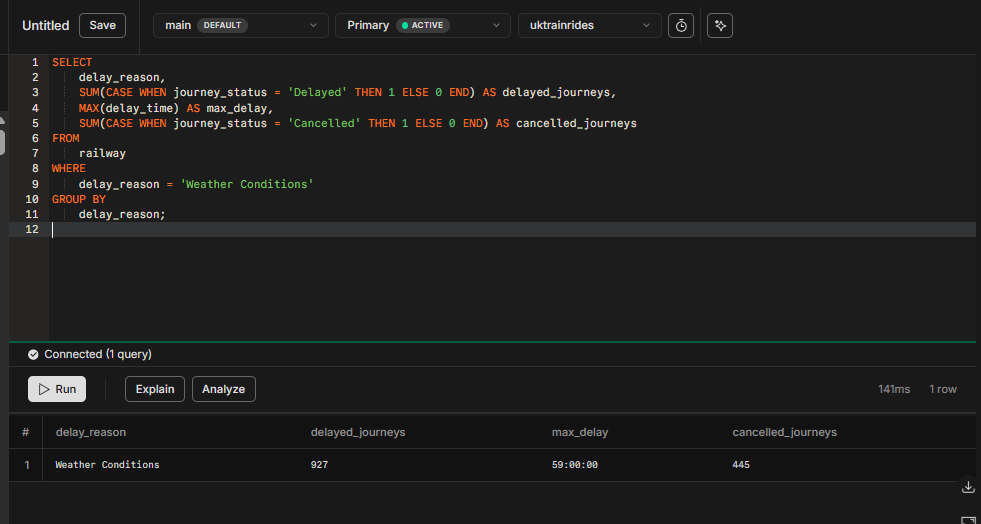 Untitled Save main DEFAULT Primary ACTIVE uktrainrides
1 SELECT
2 delay_reason,
3 SUM(CASE WHEN journey_status = 'Delayed' THEN 1 ELSE 0 END) AS delayed_journeys,
4 MAX(delay_time) AS max_delay,
5 SUM(CASE WHEN journey_status = 'Cancelled' THEN 1 ELSE 0 END) AS cancelled_journeys
6 FROM
7 railway
8 WHERE
9 delay_reason = 'Weather Conditions'
10 GROUP BY
11 delay_reason;
12
Connected (1 query)
Run Explain Analyze 141ms 1 row
# delay_reason delayed_journeys max_delay cancelled_journeys
1 Weather Conditions 927 59:00:00 445